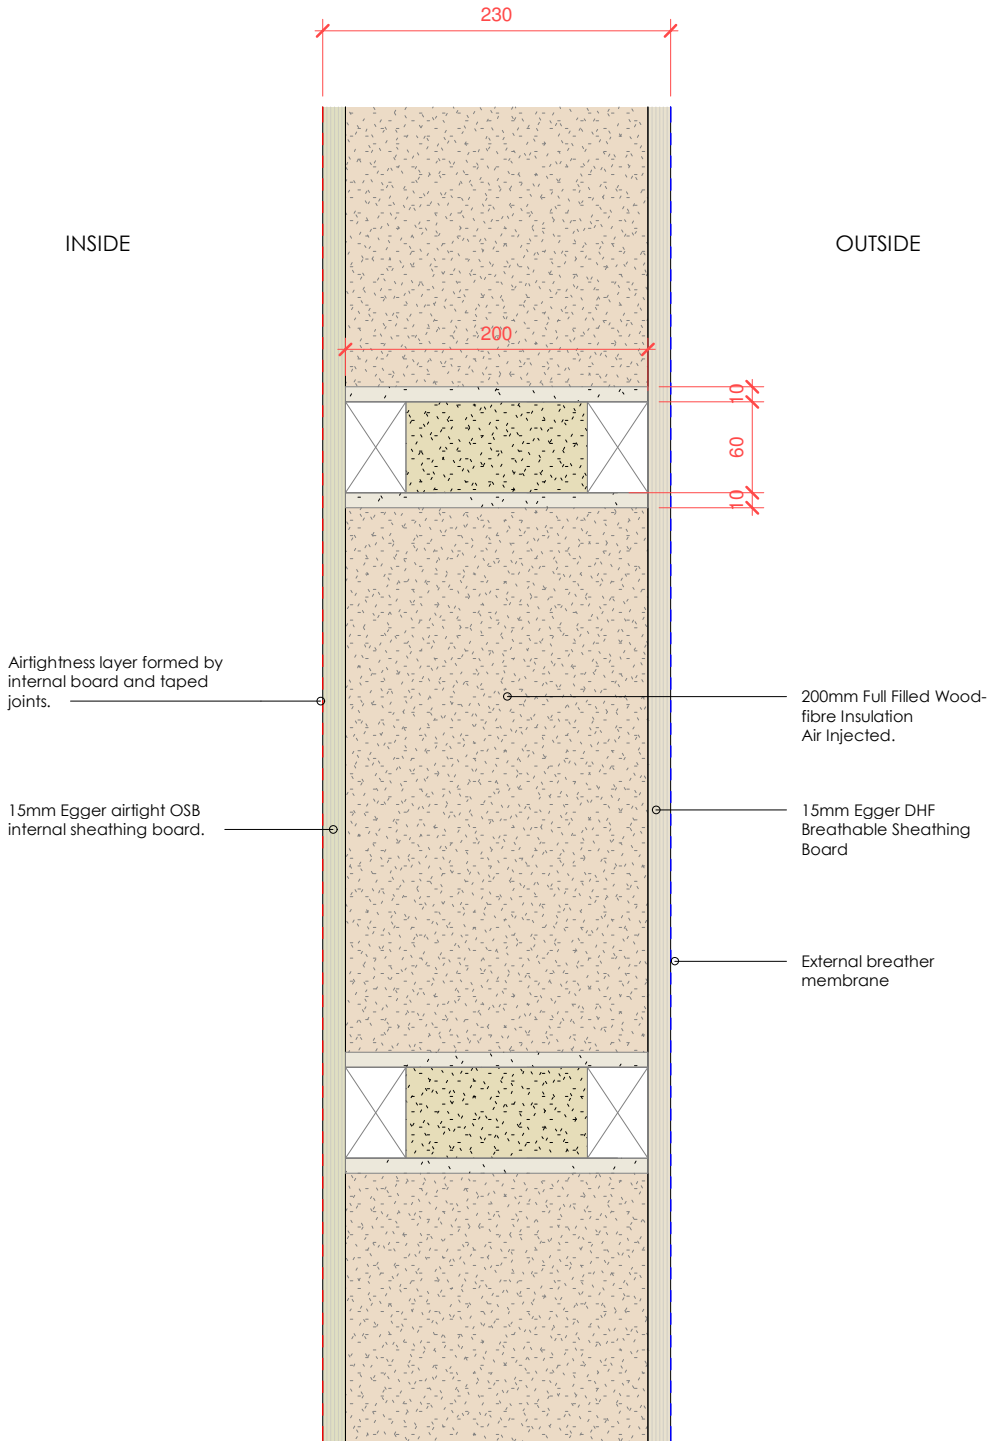 230
INSIDE
OUTSIDE
200
10
60
10
Airtightness layer formed by
internal board and taped
joints.
200mm Full Filled Wood-
fibre Insulation
Air Injected.
15mm Egger airtight OSB
internal sheathing board.
15mm Egger DHF
Breathable Sheathing
Board
External breather
membrane